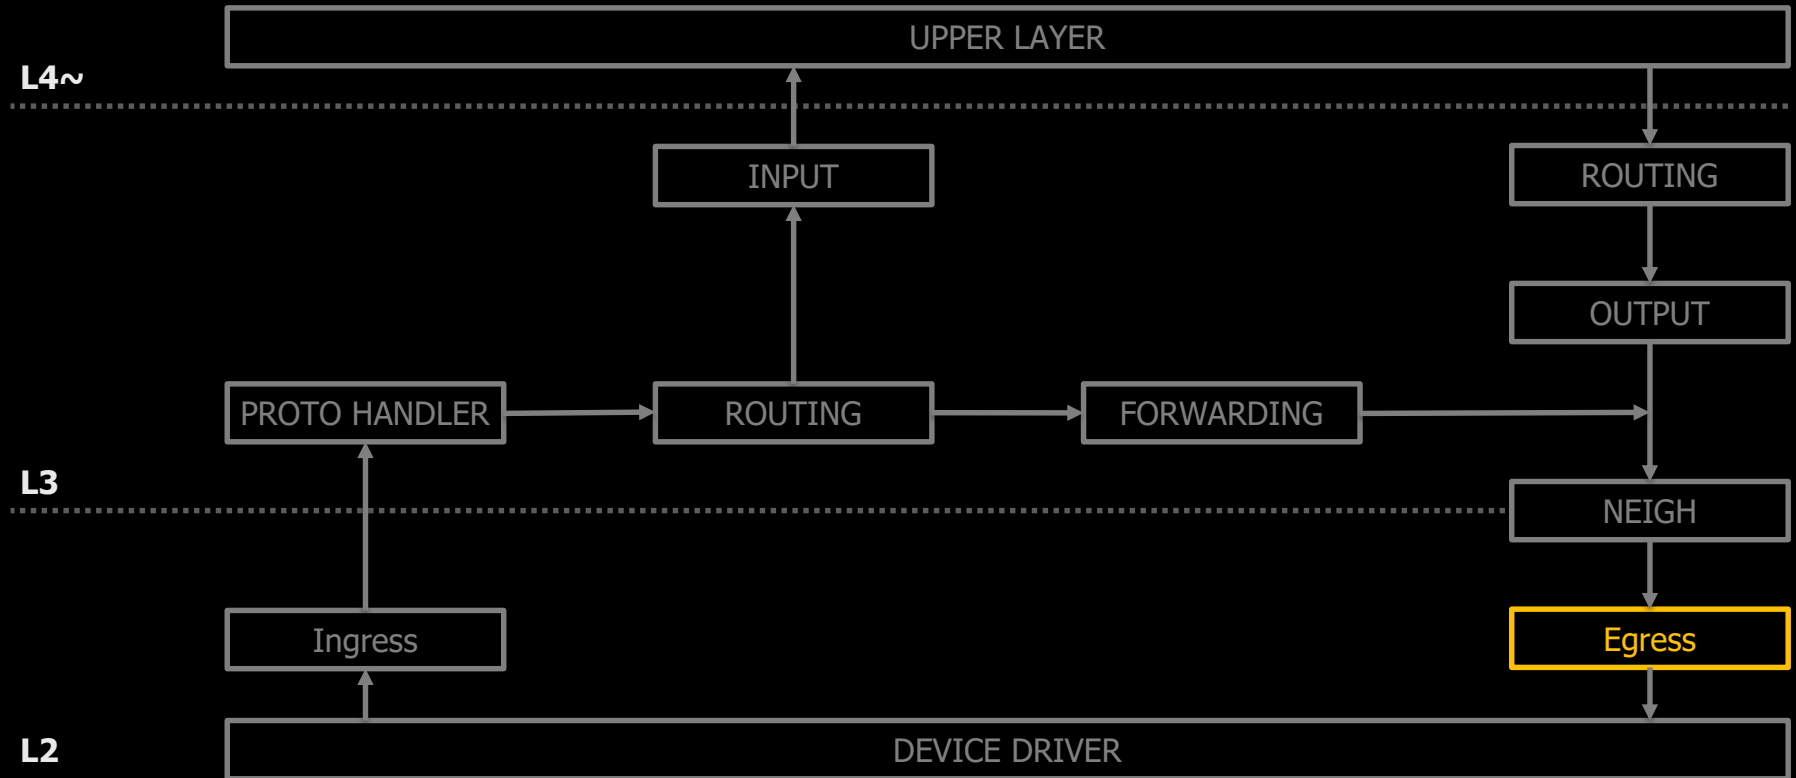 UPPER LAYER
L4~
INPUT
ROUTING
OUTPUT
PROTO HANDLER
ROUTING
FORWARDING
L3
NEIGH
Ingress
Egress
L2
DEVICE DRIVER